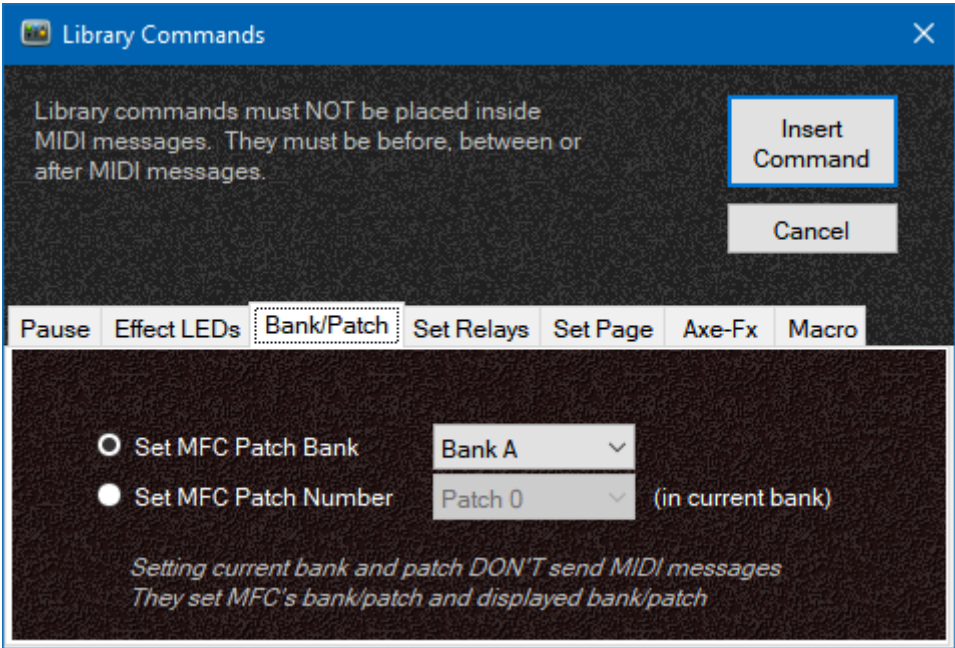 Library Commands
Library commands must NOT be placed inside
MIDI messages.  They must be before, between or
after MIDI messages.
Insert
Command
Cancel
Pause
Effect LEDs
Bank/Patch
Set Relays
Set Page
Axe-Fx
Macro
Set MFC Patch Bank
Bank A
Set MFC Patch Number
Patch 0
(in current bank)
Setting current bank and patch DON'T send MIDI messages
They set MFC's bank/patch and displayed bank/patch